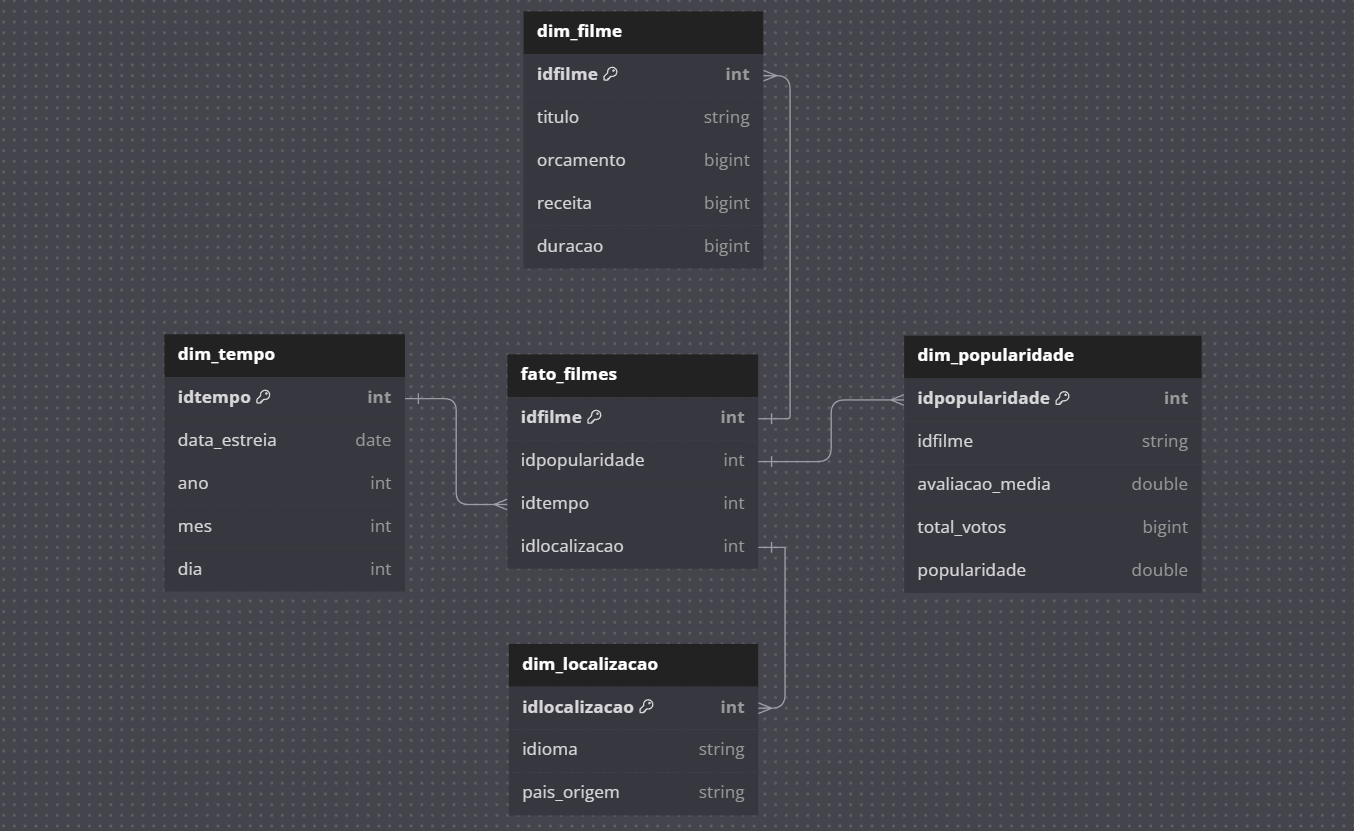 dim_filme
idfilme int
titulo string
orcamento bigint
receita bigint
duracao bigint
dim_tempo
idtempo int
data_estreia date
ano int
mes int
dia int
fato_filmes
idfilme int
idpopularidade int
idtempo int
idlocalizacao int
dim_popularidade
idpopularidade int
idfilme string
avaliacao_media double
total_votos bigint
popularidade double
dim_localizacao
idlocalizacao int
idioma string
pais_origem string